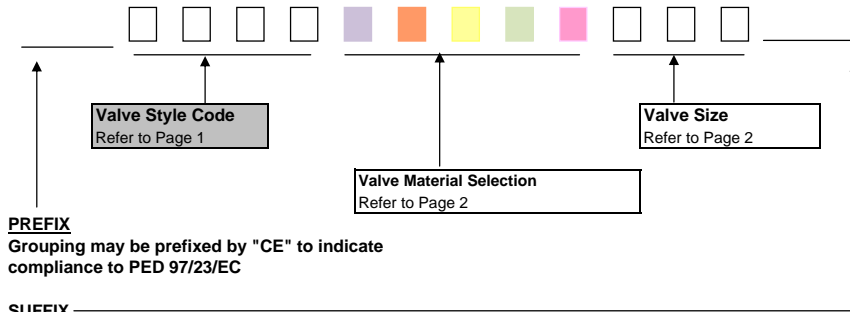 Valve Style Code
Refer to Page 1
Valve Size
Refer to Page 2
Valve Material Selection
Refer to Page 2
PREFIX
Grouping may be prefixed by "CE" to indicate
compliance to PED 97/23/EC
SUFFIX